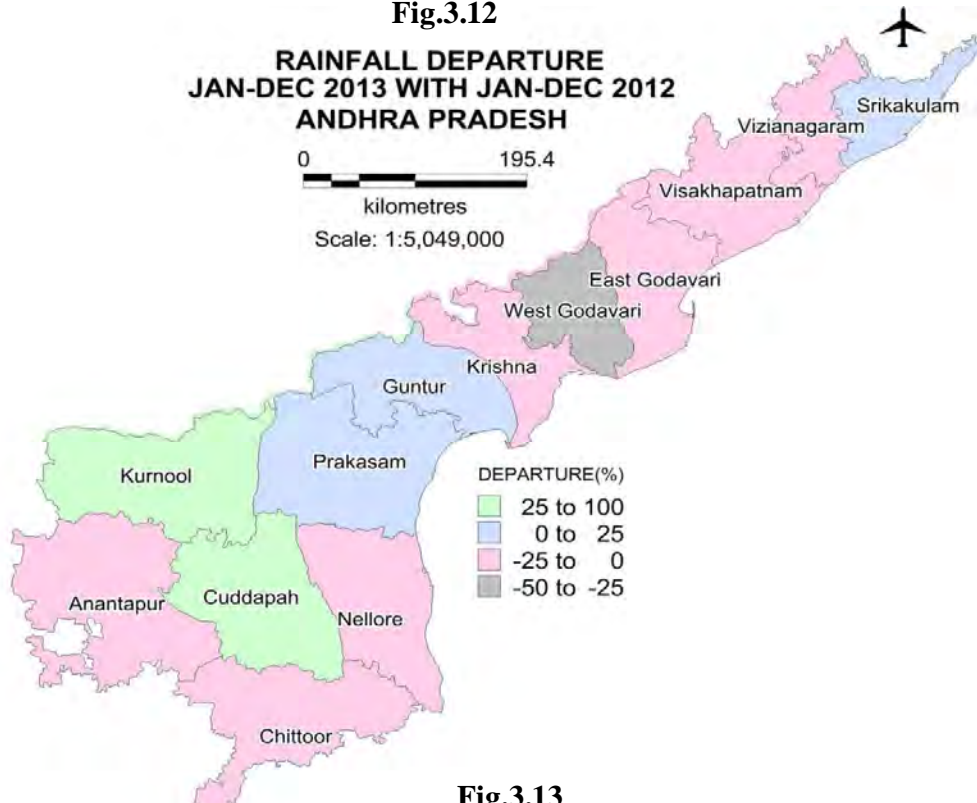 Fig.3.12
RAINFALL DEPARTURE
JAN-DEC 2013 WITH JAN-DEC 2012
ANDHRA PRADESH
0 195.4
kilometres
Scale: 1:5,049,000
Srikakulam
Vizianagaram
Visakhapatnam
East Godavari
West Godavari
Krishna
Guntur
Prakasam
Kurnool
DEPARTURE(%)
25 to 100
0 to 25
-25 to 0
-50 to -25
Anantapur
Cuddapah
Nellore
Chittoor
Fig.3.13